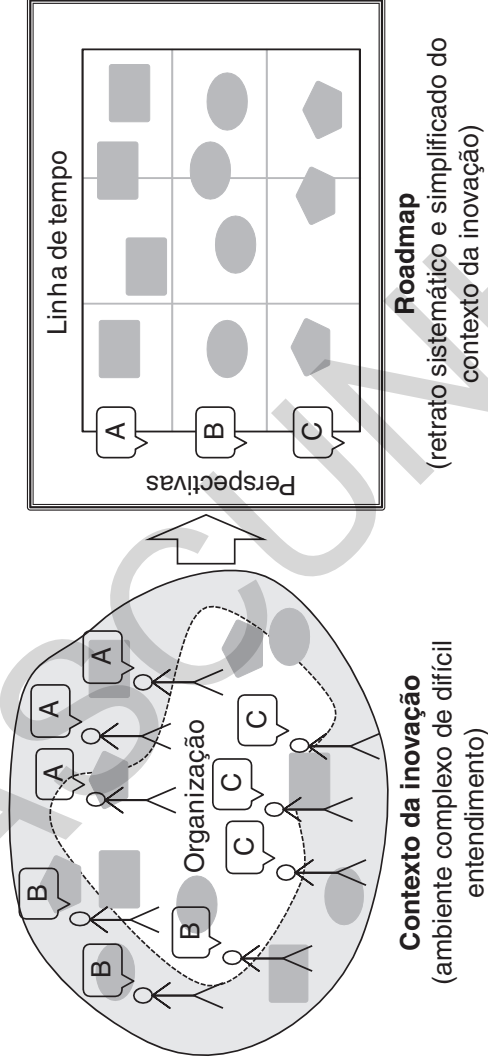 B
B
B
A
A
A
Organização
C
C
C
Contexto da inovação
(ambiente complexo de difícil
entendimento)
Linha de tempo
Perspectivas
A
B
C
Roadmap
(retrato sistemático e simplificado do
contexto da inovação)